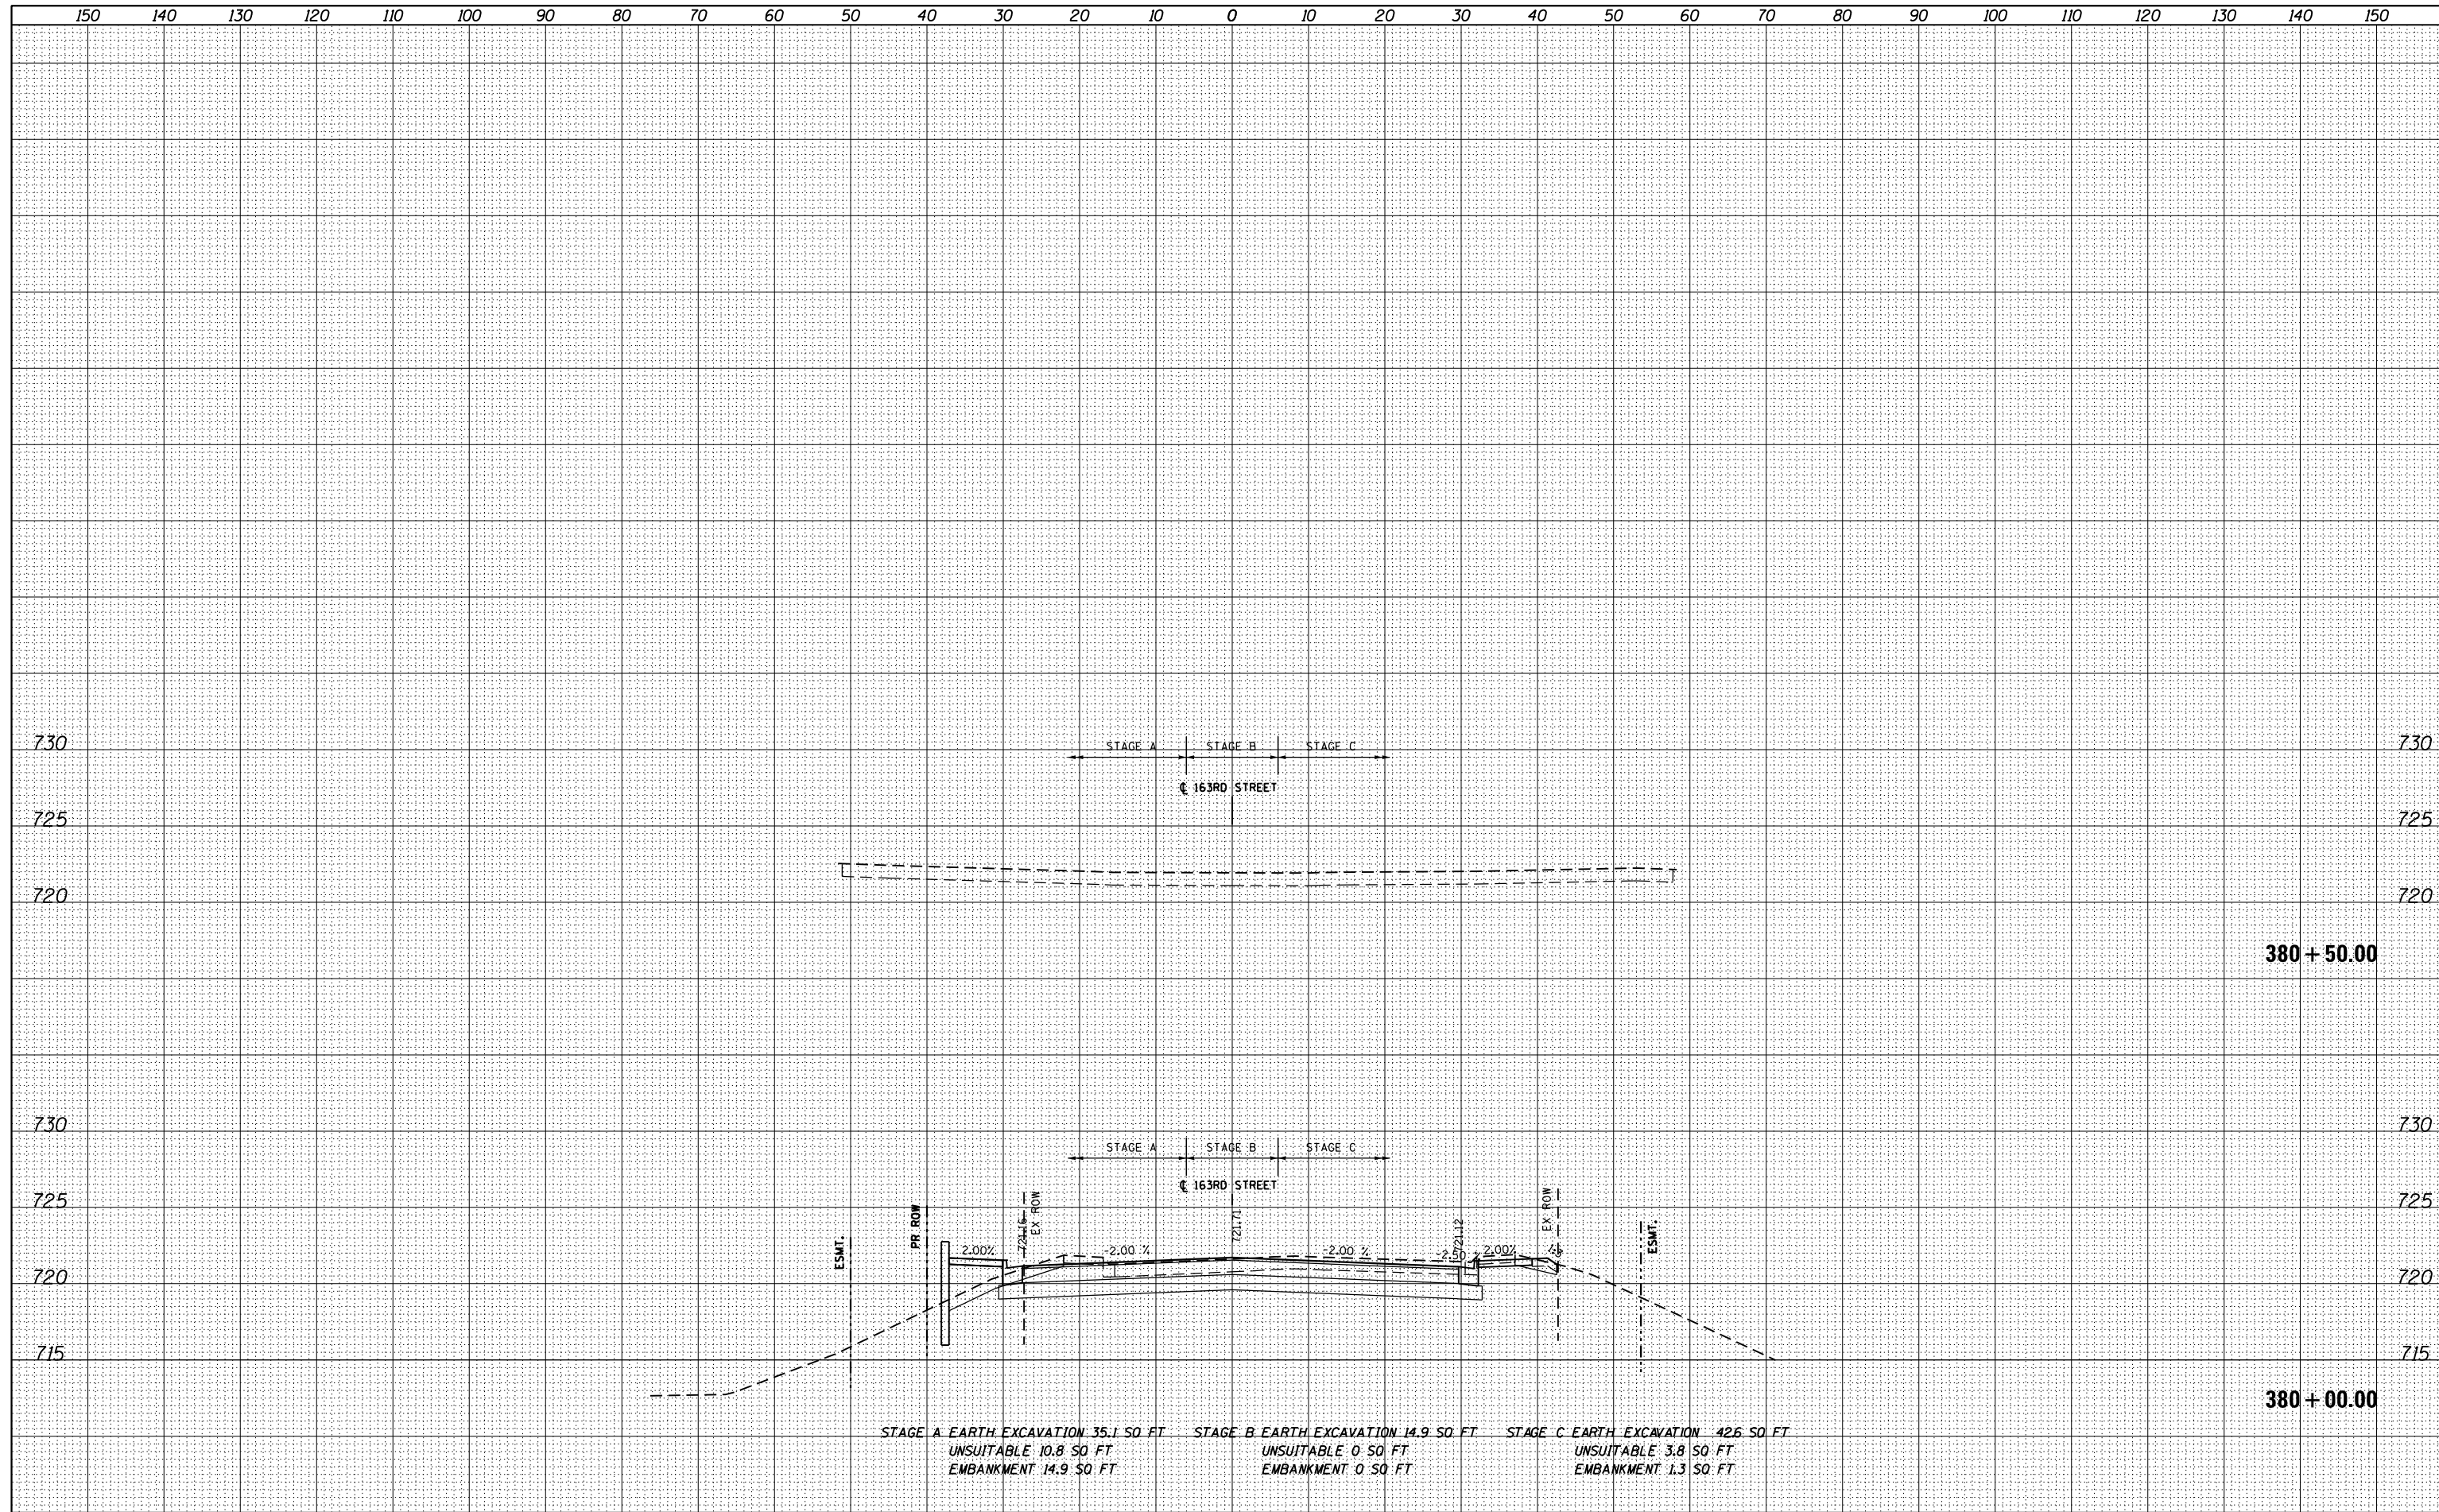 150 140 130 120 110 100 90 80 70 60 50 40 30 20 10 0 10 20 30 40 50 60 70 80 90 100 110 120 130 140 150
730 730
STAGE A STAGE B STAGE C
℄ 163RD STREET
725 725
720 720
380+50.00
730 730
STAGE A STAGE B STAGE C
℄ 163RD STREET
725 725
ESMT.
PR ROW
721.16
EX ROW
721.71
721.12
EX ROW
ESMT.
2.00% -2.00 % -2.00 % -2.50 % 2.00%
720 720
715 715
380+00.00
STAGE A EARTH EXCAVATION 35.1 SQ FT STAGE B EARTH EXCAVATION 14.9 SQ FT STAGE C EARTH EXCAVATION 42.6 SQ FT
UNSUITABLE 10.8 SQ FT UNSUITABLE 0 SQ FT UNSUITABLE 3.8 SQ FT
EMBANKMENT 14.9 SQ FT EMBANKMENT 0 SQ FT EMBANKMENT 1.3 SQ FT